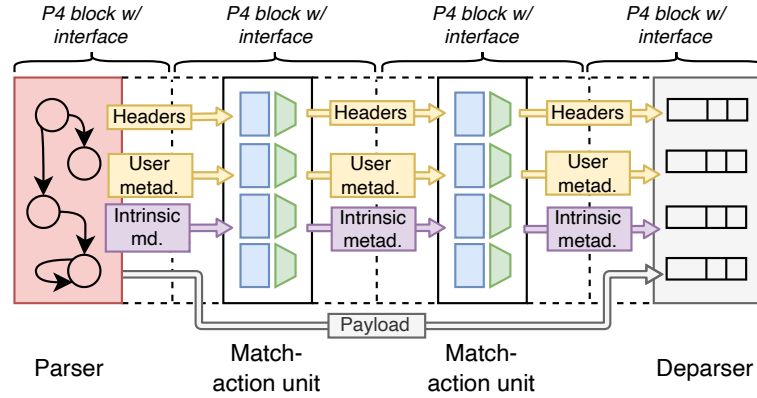 P4 block w/
interface
P4 block w/
interface
P4 block w/
interface
P4 block w/
interface
Headers
Headers
Headers
User
metad.
User
metad.
User
metad.
Intrinsic
md.
Intrinsic
metad.
Intrinsic
metad.
Payload
Parser
Match-
action unit
Match-
action unit
Deparser